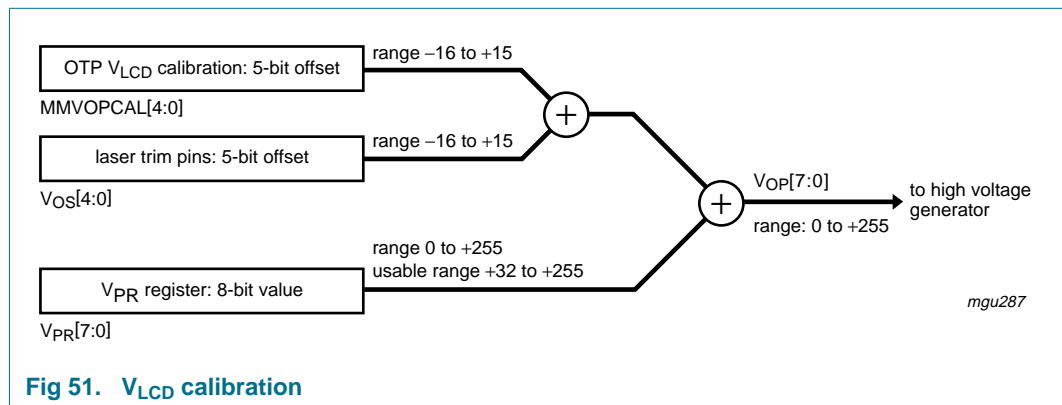 range –16 to +15
OTP VLCD calibration: 5-bit offset
MMVOPCAL[4:0]
range –16 to +15
laser trim pins: 5-bit offset
VOS[4:0]
+
+
VOP[7:0]
range: 0 to +255
to high voltage
generator
range 0 to +255
usable range +32 to +255
VPR register: 8-bit value
VPR[7:0]
mgu287
Fig 51. VLCD calibration